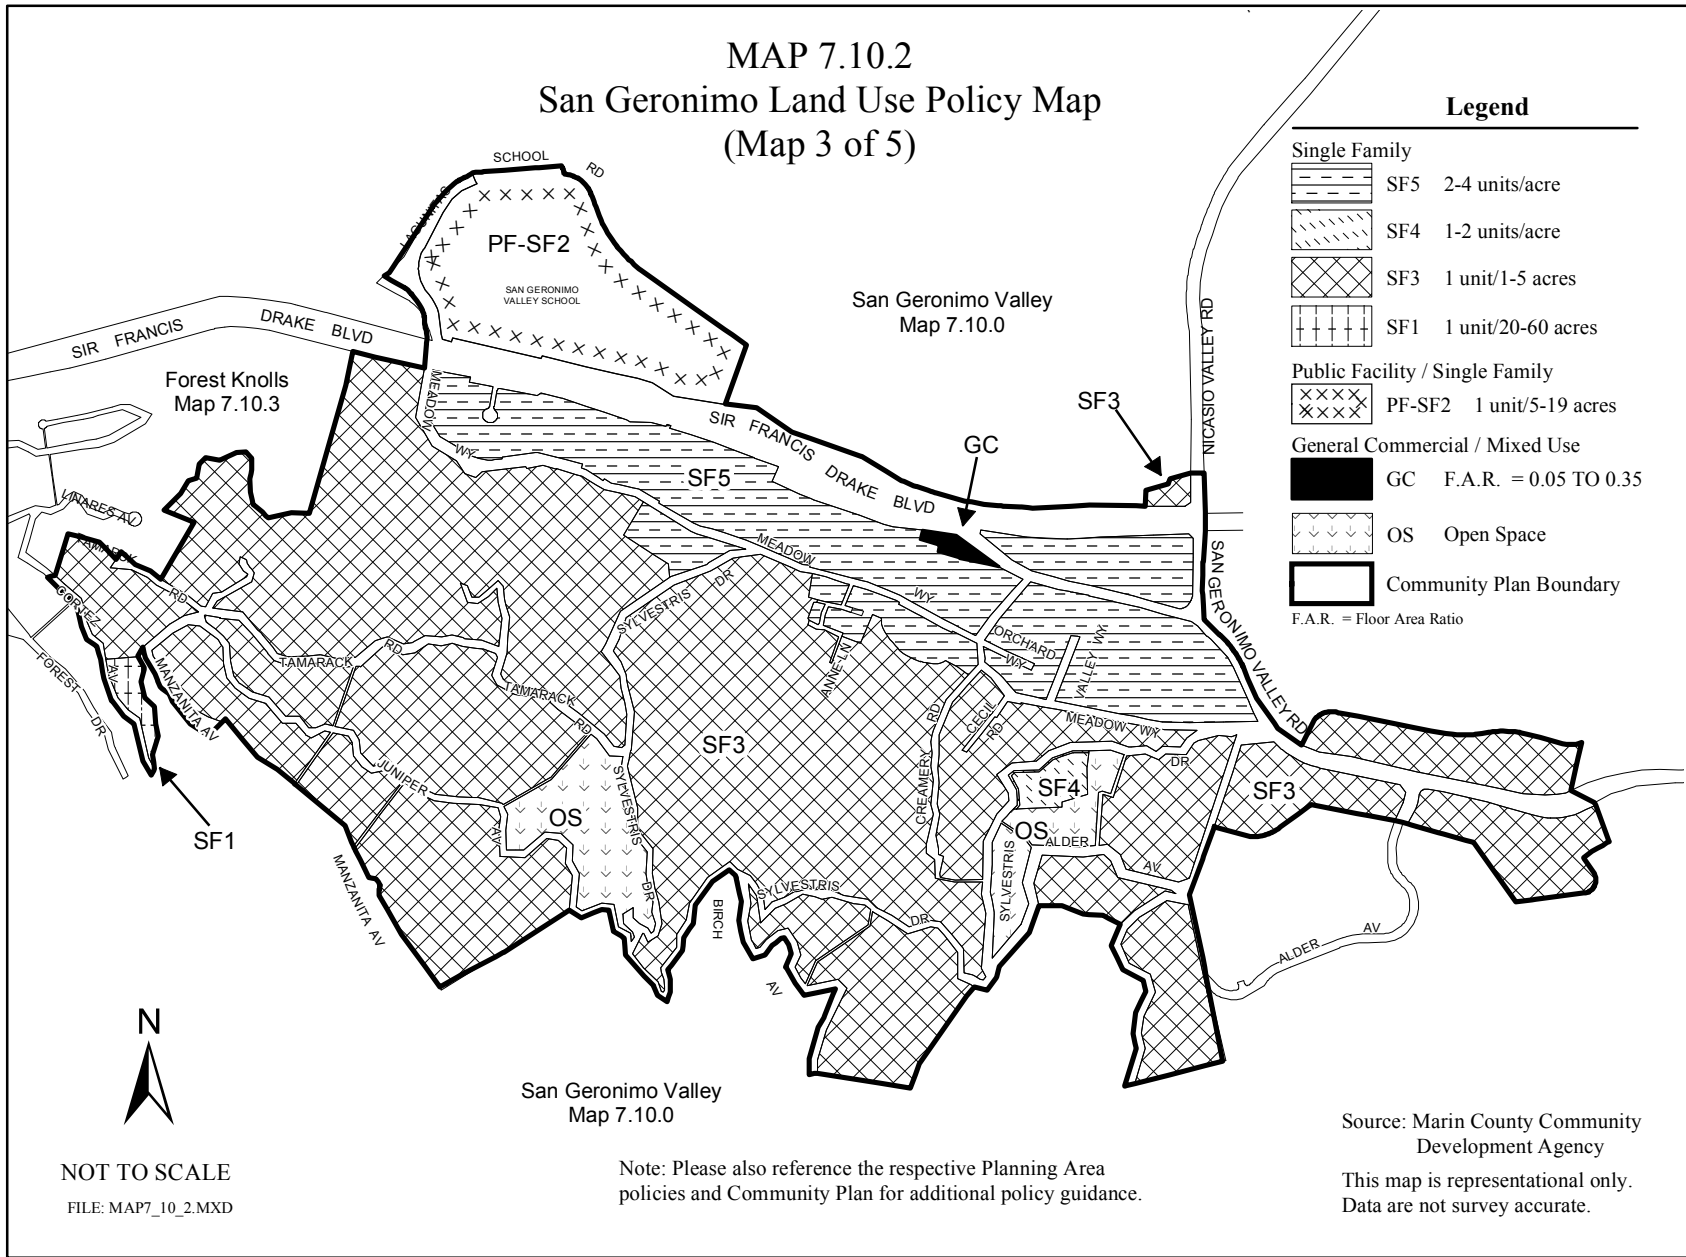 MAP 7.10.2
San Geronimo Land Use Policy Map
(Map 3 of 5)
Legend
Single Family
SF5 2-4 units/acre
SF4 1-2 units/acre
SF3 1 unit/1-5 acres
SF1 1 unit/20-60 acres
Public Facility / Single Family
PF-SF2 1 unit/5-19 acres
General Commercial / Mixed Use
GC F.A.R. = 0.05 TO 0.35
OS Open Space
Community Plan Boundary
F.A.R. = Floor Area Ratio
SCHOOL RD
LAGUNITAS
PF-SF2
SAN GERONIMO
VALLEY SCHOOL
San Geronimo Valley
Map 7.10.0
NICASIO VALLEY RD
SIR FRANCIS DRAKE BLVD
Forest Knolls
Map 7.10.3
MEADOW WY
SIR FRANCIS DRAKE BLVD
SF3
GC
SF5
LINARES AV
TAMARCK
RD
CORTEZ
AV
FOREST
DR
MANZANITA AV
TAMARACK
RD
TAMARACK
RD
SYLVESTRIS DR
MEADOW
WY
ORCHARD
WY
VALLEY WY
ANNE LN
SAN GERONIMO VALLEY RD
CECIL
RD
MEADOW WY
CREAMERY
RD
SF3
JUNIPER
AV
OS
SYLVESTRIS
DR
SF4
OS
DR
SF3
ALDER
AV
SYLVESTRIS
SF1
MANZANITA AV
BIRCH
AV
SYLVESTRIS
DR
ALDER
AV
N
NOT TO SCALE
FILE: MAP7_10_2.MXD
San Geronimo Valley
Map 7.10.0
Note: Please also reference the respective Planning Area
policies and Community Plan for additional policy guidance.
Source: Marin County Community
Development Agency
This map is representational only.
Data are not survey accurate.